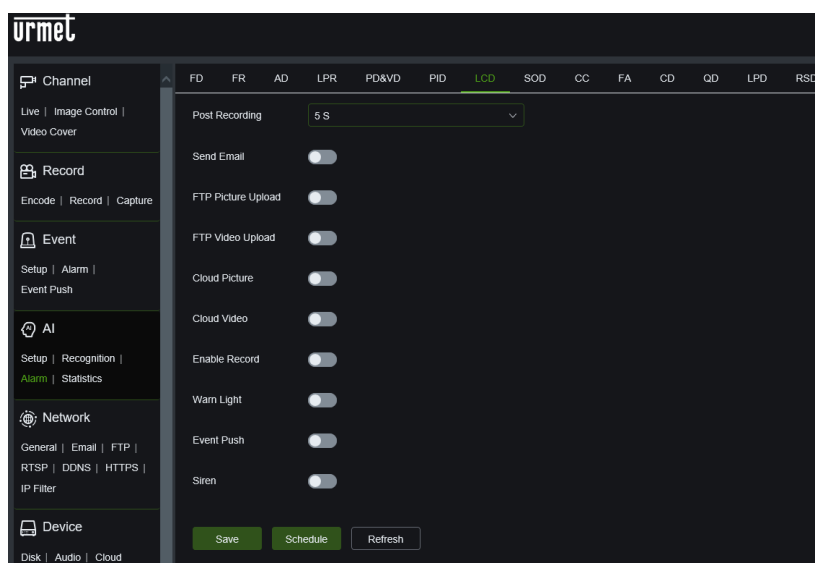 urmet
Channel
Live | Image Control |
Video Cover
Record
Encode | Record | Capture
Event
Setup | Alarm |
Event Push
AI
Setup | Recognition |
Alarm | Statistics
Network
General | Email | FTP |
RTSP | DDNS | HTTPS |
IP Filter
Device
Disk | Audio | Cloud
FD FR AD LPR PD&VD PID LCD SOD CC FA CD QD LPD RSD
Post Recording 5 S
Send Email
FTP Picture Upload
FTP Video Upload
Cloud Picture
Cloud Video
Enable Record
Warn Light
Event Push
Siren
Save Schedule Refresh